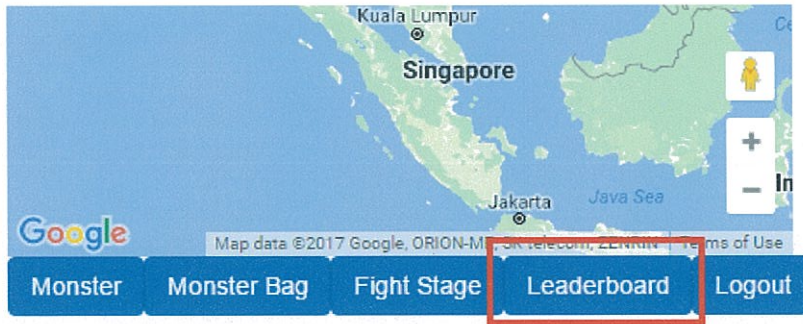 Kuala Lumpur
Singapore
Jakarta
Java Sea
Google
Map data ©2017 Google, ORION-ME, SK telecom, ZENRIN
Terms of Use
Monster
Monster Bag
Fight Stage
Leaderboard
Logout